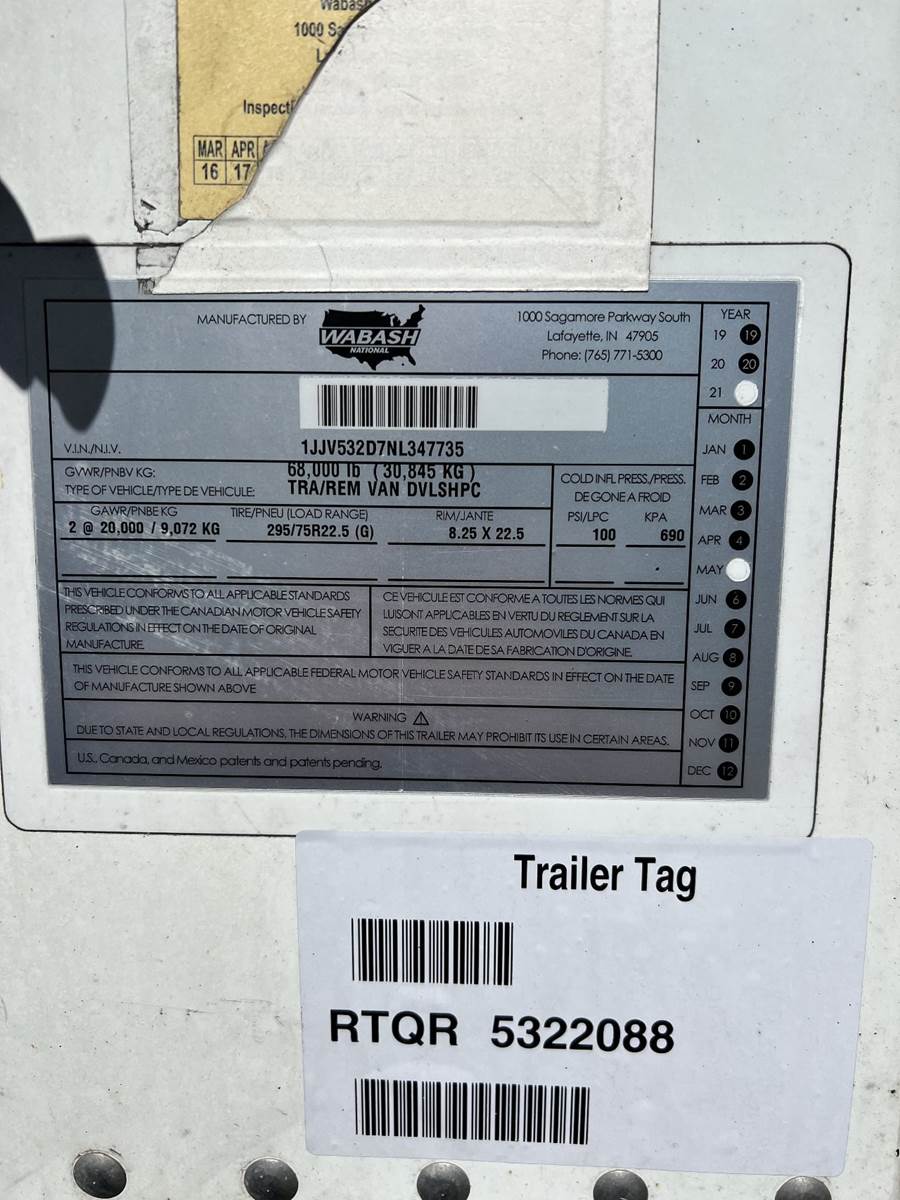 Wabash
1000
Inspecti
MAR APR
16 17
MANUFACTURED BY
WABASH
NATIONAL
1000 Sagamore Parkway South
Lafayette, IN 47905
Phone: (765) 771-5300
YEAR
19 19
20 20
21
MONTH
JAN 1
FEB 2
MAR 3
APR 4
MAY
JUN 6
JUL 7
AUG 8
SEP 9
OCT 10
NOV 11
DEC 12
V.I.N./N.I.V. 1JJV532D7NL347735
GVWR/PNBV KG: 68,000 lb ( 30,845 KG )
TYPE OF VEHICLE/TYPE DE VEHICULE: TRA/REM VAN DVLSHPC
COLD INFL PRESS./PRESS.
DE GONE A FROID
GAWR/PNBE KG TIRE/PNEU (LOAD RANGE) RIM/JANTE PSI/LPC KPA
2 @ 20,000 / 9,072 KG 295/75R22.5 (G) 8.25 X 22.5 100 690
THIS VEHICLE CONFORMS TO ALL APPLICABLE STANDARDS
PRESCRIBED UNDER THE CANADIAN MOTOR VEHICLE SAFETY
REGULATIONS IN EFFECT ON THE DATE OF ORIGINAL
MANUFACTURE.
CE VEHICULE EST CONFORME A TOUTES LES NORMES QUI
LUI SONT APPLICABLES EN VERTU DU REGLEMENT SUR LA
SECURITE DES VEHICULES AUTOMOVILES DU CANADA EN
VIGUER A LA DATE DE SA FABRICATION D'ORIGINE.
THIS VEHICLE CONFORMS TO ALL APPLICABLE FEDERAL MOTOR VEHICLE SAFETY STANDARDS IN EFFECT ON THE DATE
OF MANUFACTURE SHOWN ABOVE
WARNING
DUE TO STATE AND LOCAL REGULATIONS, THE DIMENSIONS OF THIS TRAILER MAY PROHIBIT ITS USE IN CERTAIN AREAS.
U.S., Canada, and Mexico patents and patents pending.
Trailer Tag
RTQR 5322088